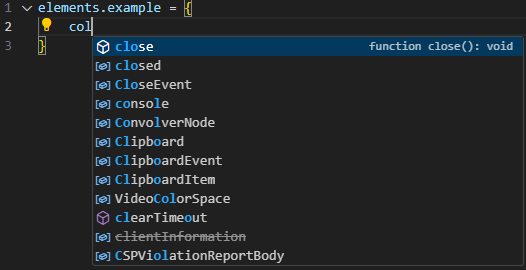 1 elements.example = {
2 col
3 }
close function close(): void
closed
CloseEvent
console
ConvolverNode
Clipboard
ClipboardEvent
ClipboardItem
VideoColorSpace
clearTimeout
clientInformation
CSPViolationReportBody